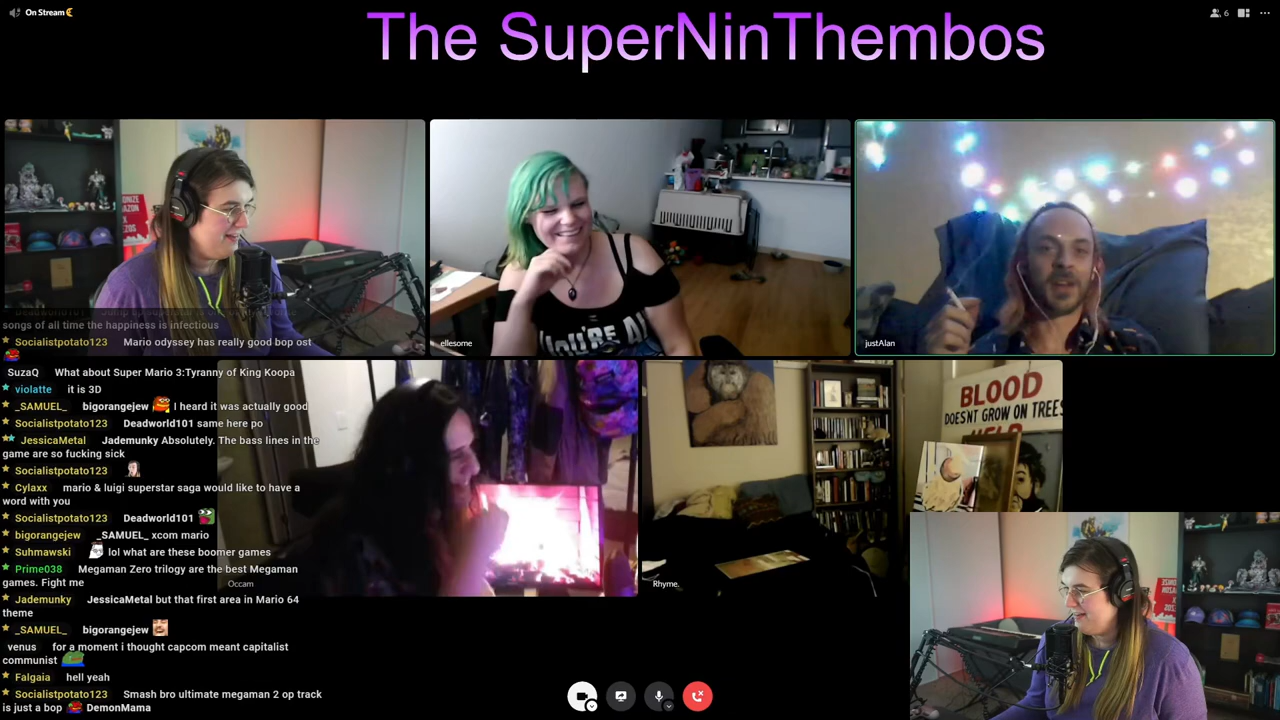 On Stream
6
The SuperNinThembos
ellesome
justAlan
YOU'RE A
songs of all time the happiness is infectious
Socialistpotato123 Mario odyssey has really good bop ost
SuzaQ What about Super Mario 3:Tyranny of King Koopa
violatte it is 3D
_SAMUEL_ bigorangejew I heard it was actually good
Socialistpotato123 Deadworld101 same here po
JessicaMetal Jademunky Absolutely. The bass lines in the
game are so fucking sick
Socialistpotato123
Cylaxx mario & luigi superstar saga would like to have a
word with you
Socialistpotato123 Deadworld101
bigorangejew _SAMUEL_ xcom mario
Suhmawski lol what are these boomer games
Prime038 Megaman Zero trilogy are the best Megaman
games. Fight me
Jademunky JessicaMetal but that first area in Mario 64
theme
_SAMUEL_ bigorangejew
venus for a moment i thought capcom meant capitalist
communist
Falgaia hell yeah
Socialistpotato123 Smash bro ultimate megaman 2 op track
is just a bop DemonMama
Occam
Rhyme.
BLOOD
DOESN'T GROW ON TREES
HELP